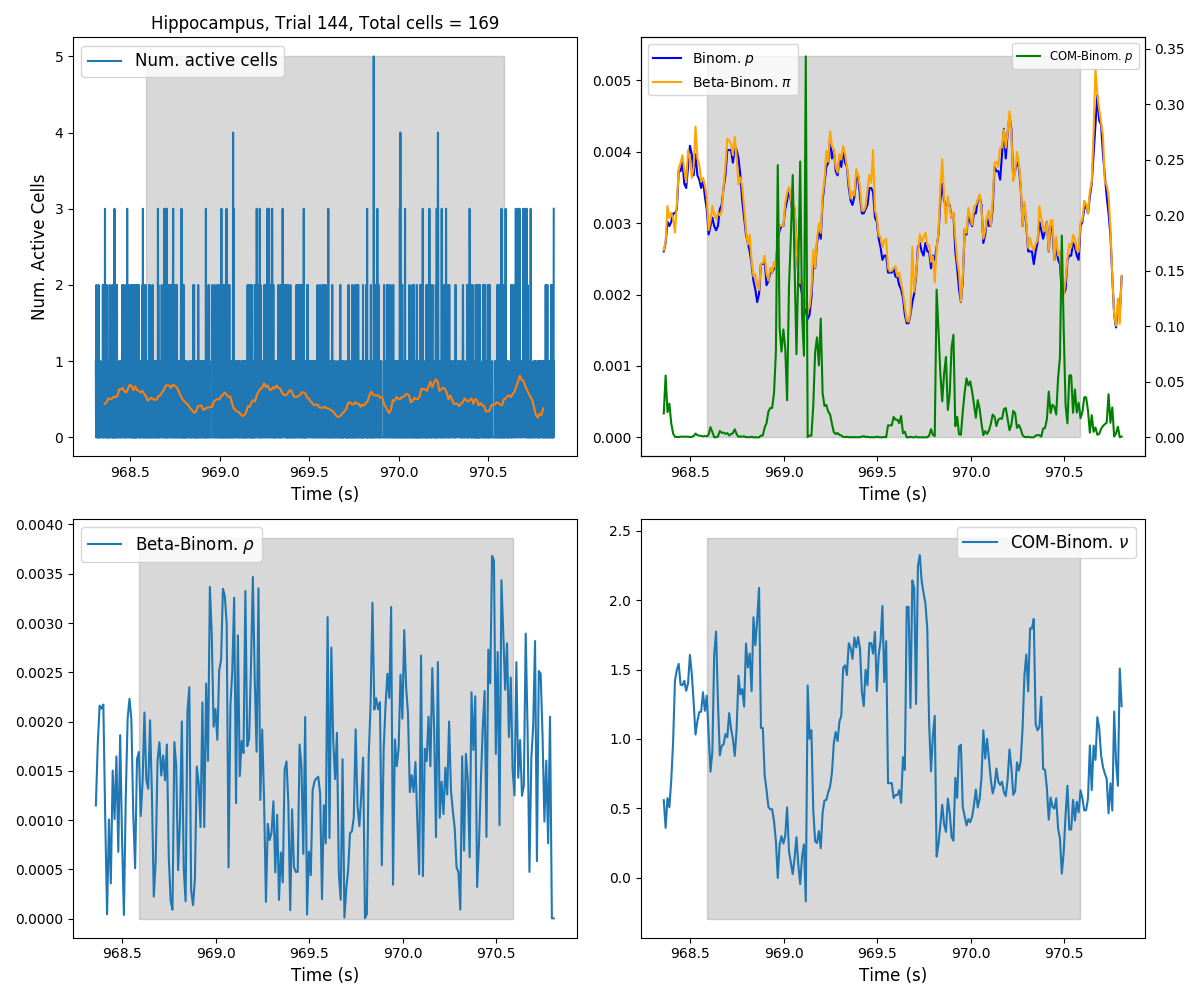 Hippocampus, Trial 144, Total cells = 169
Num. active cells
Num. Active Cells
5
4
3
2
1
0
968.5 969.0 969.5 970.0 970.5
Time (s)
Binom. p
Beta-Binom. π
COM-Binom. p
0.005
0.004
0.003
0.002
0.001
0.000
0.35
0.30
0.25
0.20
0.15
0.10
0.05
0.00
968.5 969.0 969.5 970.0 970.5
Time (s)
Beta-Binom. ρ
0.0040
0.0035
0.0030
0.0025
0.0020
0.0015
0.0010
0.0005
0.0000
968.5 969.0 969.5 970.0 970.5
Time (s)
COM-Binom. ν
2.5
2.0
1.5
1.0
0.5
0.0
968.5 969.0 969.5 970.0 970.5
Time (s)